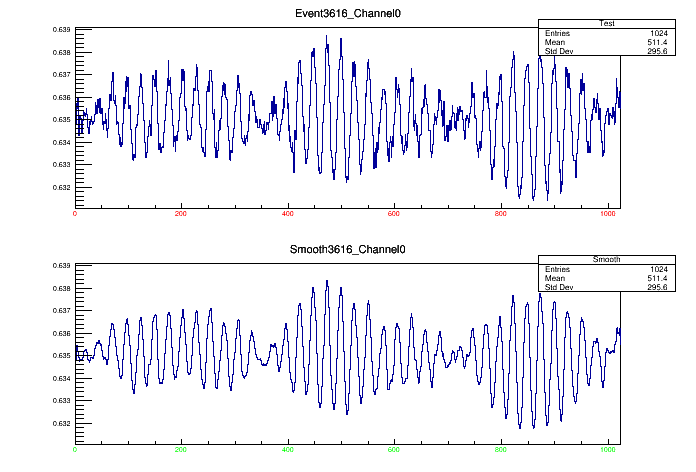 Event3616_Channel0
Test
Entries 1024
Mean 511.4
Std Dev 295.6
0.639
0.638
0.637
0.636
0.635
0.634
0.633
0.632
0 200 400 600 800 1000
Smooth3616_Channel0
Smooth
Entries 1024
Mean 511.4
Std Dev 295.6
0.639
0.638
0.637
0.636
0.635
0.634
0.633
0.632
0 200 400 600 800 1000